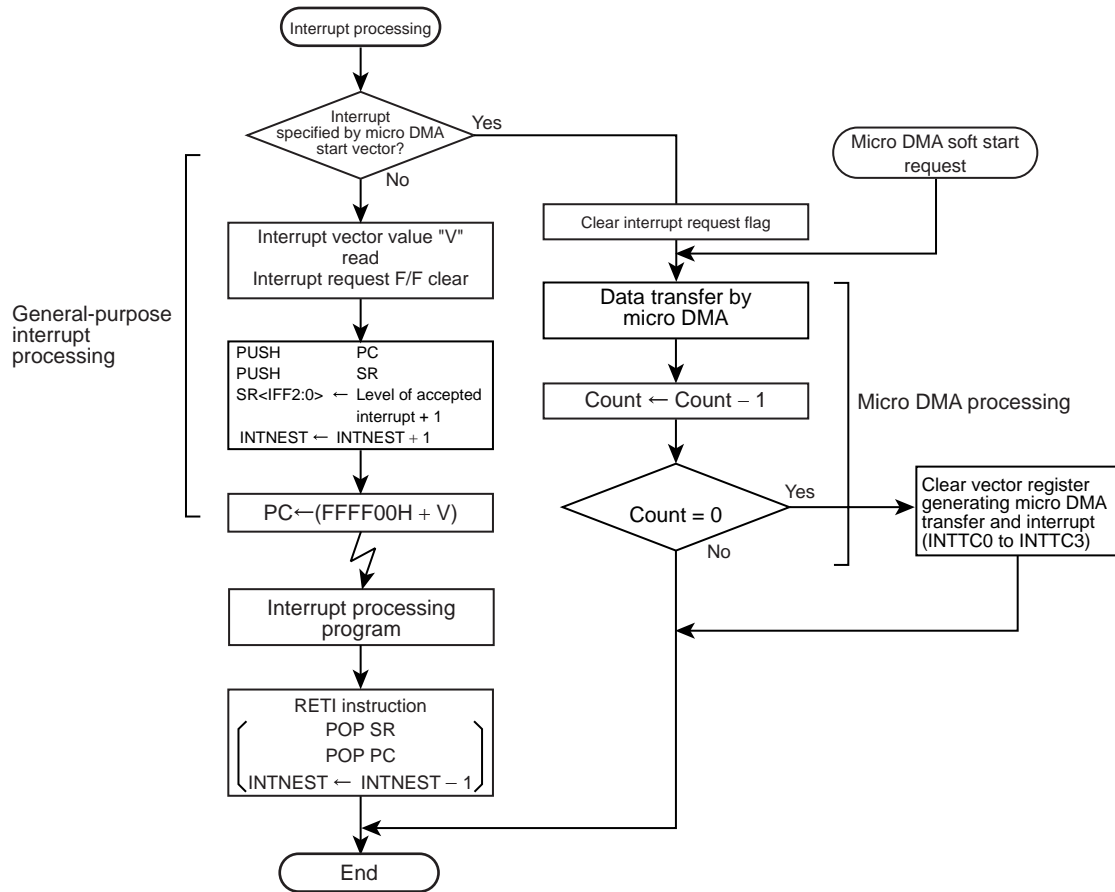 Interrupt processing
Interrupt
specified by micro DMA
start vector?
Yes
No
Micro DMA soft start
request
General-purpose
interrupt
processing
Interrupt vector value "V"
read
Interrupt request F/F clear
Clear interrupt request flag
Data transfer by
micro DMA
PUSH PC
PUSH SR
SR<IFF2:0> ← Level of accepted
interrupt + 1
INTNEST ← INTNEST + 1
Count ← Count – 1
Micro DMA processing
PC←(FFFF00H + V)
Count = 0
Yes
No
Clear vector register
generating micro DMA
transfer and interrupt
(INTTC0 to INTTC3)
Interrupt processing
program
RETI instruction
POP SR
POP PC
INTNEST ← INTNEST – 1
End